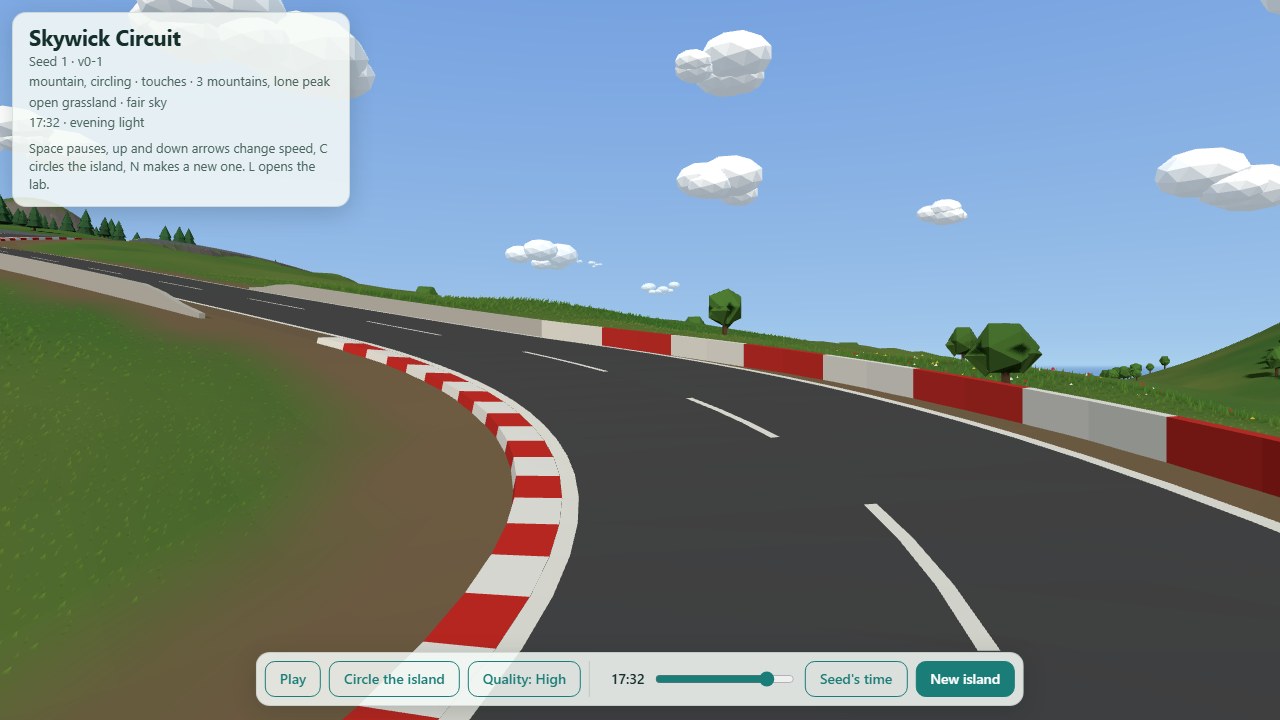 Skywick Circuit
Seed 1 · v0-1
mountain, circling · touches · 3 mountains, lone peak
open grassland · fair sky
17:32 · evening light
Space pauses, up and down arrows change speed, C
circles the island, N makes a new one. L opens the
lab.
Play
Circle the island
Quality: High
17:32
Seed's time
New island